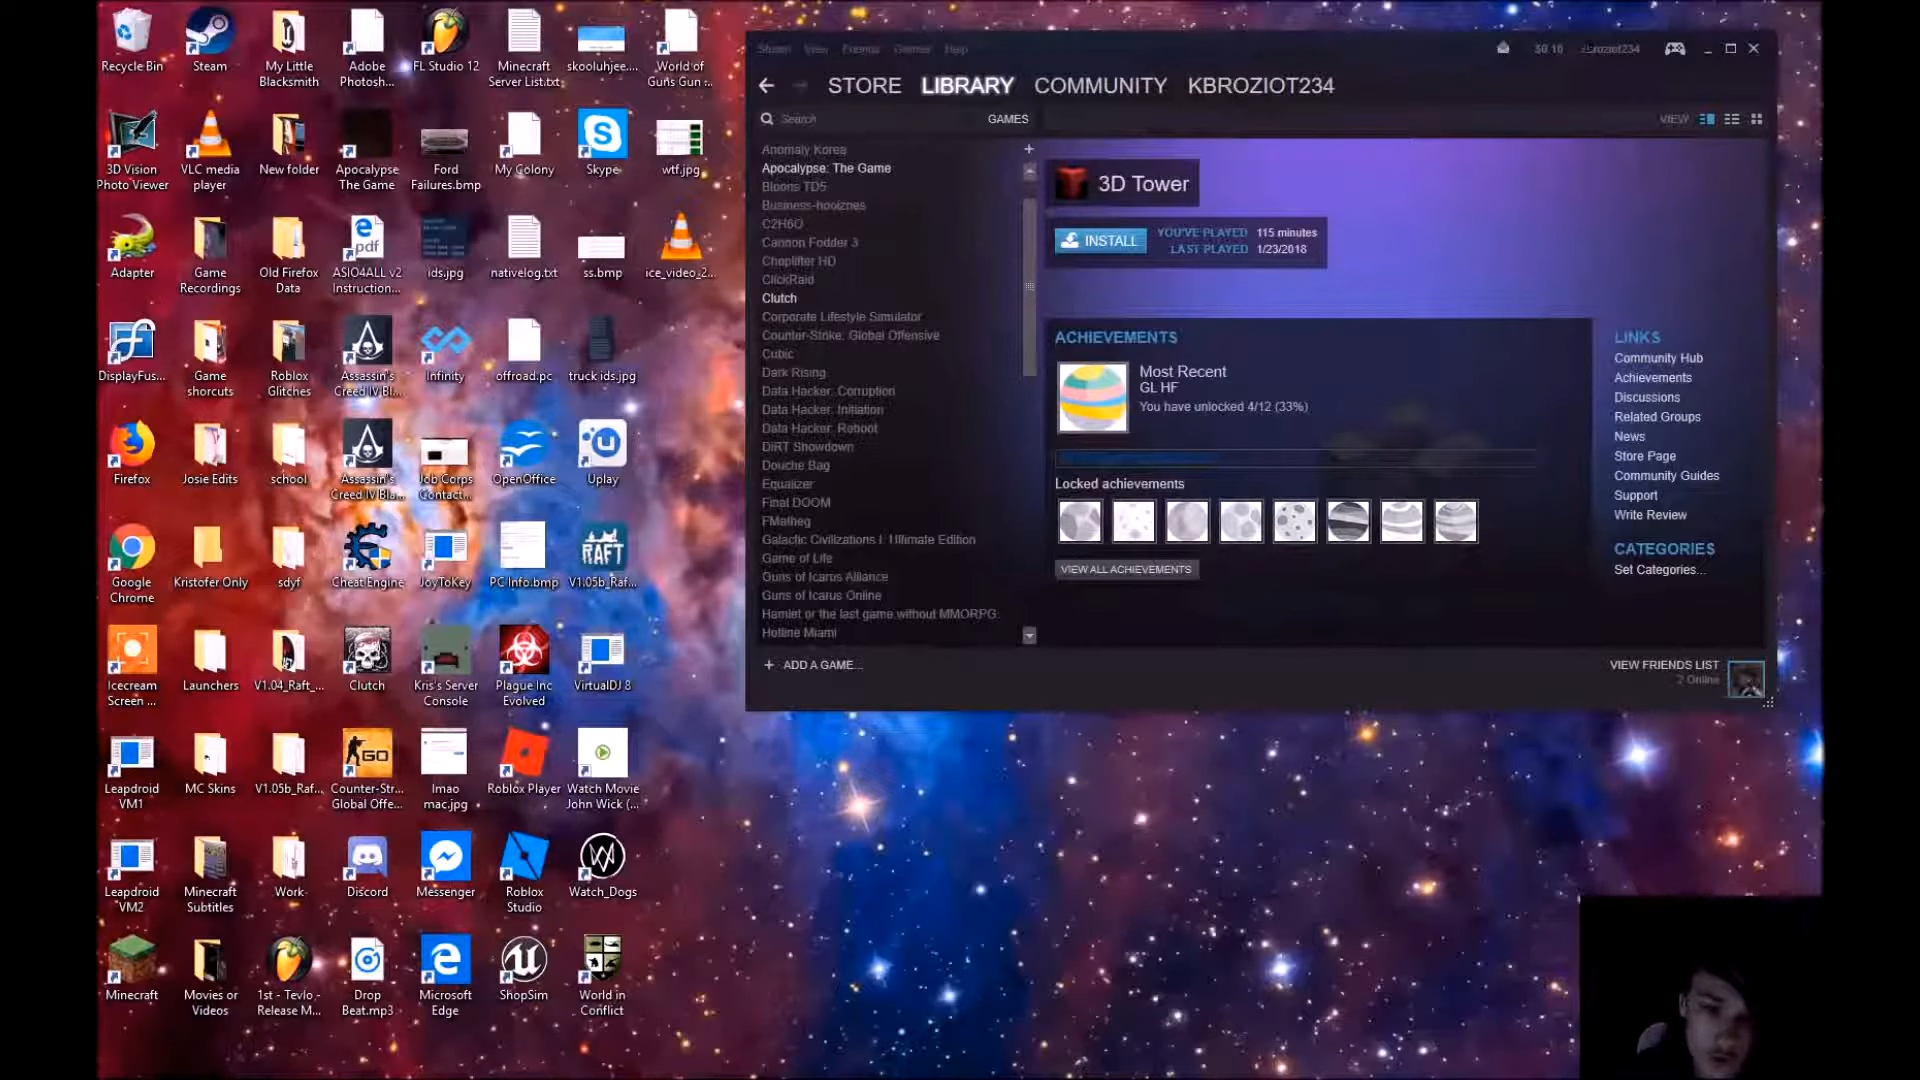 Recycle Bin
Steam
My Little
Blacksmith
Adobe
Photosh...
FL Studio 12
Minecraft
Server List.txt
skooluhjee....
World of
Guns Gun :..
3D Vision
Photo Viewer
VLC media
player
New folder
Apocalypse
The Game
Ford
Failures.bmp
My Colony
Skype
wtf.jpg
Adapter
Game
Recordings
Old Firefox
Data
pdf
ASIO4ALL v2
Instruction...
ids.jpg
nativelog.txt
ss.bmp
ice_video_2...
DisplayFus...
Game
shorcuts
Roblox
Glitches
Assassin's
Creed IV Bl...
Infinity
offroad.pc
truck ids.jpg
Firefox
Josie Edits
school
Assassin's
Creed IV Bla...
Job Corps
Contact...
OpenOffice
Uplay
Google
Chrome
Kristofer Only
sdyf
Cheat Engine
JoyToKey
PC Info.bmp
RAFT
V1.05b_Raf...
Icecream
Screen ...
Launchers
V1.04_Raft_...
Clutch
Kris's Server
Console
Plague Inc
Evolved
VirtualDJ 8
Leapdroid
VM1
MC Skins
V1.05b_Raf...
GO
Counter-Str...
Global Offe...
lmao
mac.jpg
Roblox Player
Watch Movie
John Wick (...
Leapdroid
VM2
Minecraft
Subtitles
Work
Discord
Messenger
Roblox
Studio
Watch_Dogs
Minecraft
Movies or
Videos
1st - Tevlo -
Release M...
Drop
Beat.mp3
Microsoft
Edge
ShopSim
World in
Conflict
Steam View Friends Games Help
STORE LIBRARY COMMUNITY KBROZIOT234
Search GAMES VIEW
Anomaly Korea
Apocalypse: The Game
Bloons TD5
Business-hooiznes
C2H6O
Cannon Fodder 3
Choplifter HD
ClickRaid
Clutch
Corporate Lifestyle Simulator
Counter-Strike: Global Offensive
Cubic
Dark Rising
Data Hacker: Corruption
Data Hacker: Initiation
Data Hacker: Reboot
DiRT Showdown
Douche Bag
Equalizer
Final DOOM
FMatheg
Galactic Civilizations I: Ultimate Edition
Game of Life
Guns of Icarus Alliance
Guns of Icarus Online
Hamlet or the last game without MMORPG
Hotline Miami
+ ADD A GAME...
3D Tower
INSTALL
YOU'VE PLAYED 115 minutes
LAST PLAYED 1/23/2018
ACHIEVEMENTS
Most Recent
GL HF
You have unlocked 4/12 (33%)
Locked achievements
VIEW ALL ACHIEVEMENTS
LINKS
Community Hub
Achievements
Discussions
Related Groups
News
Store Page
Community Guides
Support
Write Review
CATEGORIES
Set Categories...
VIEW FRIENDS LIST
2 Online